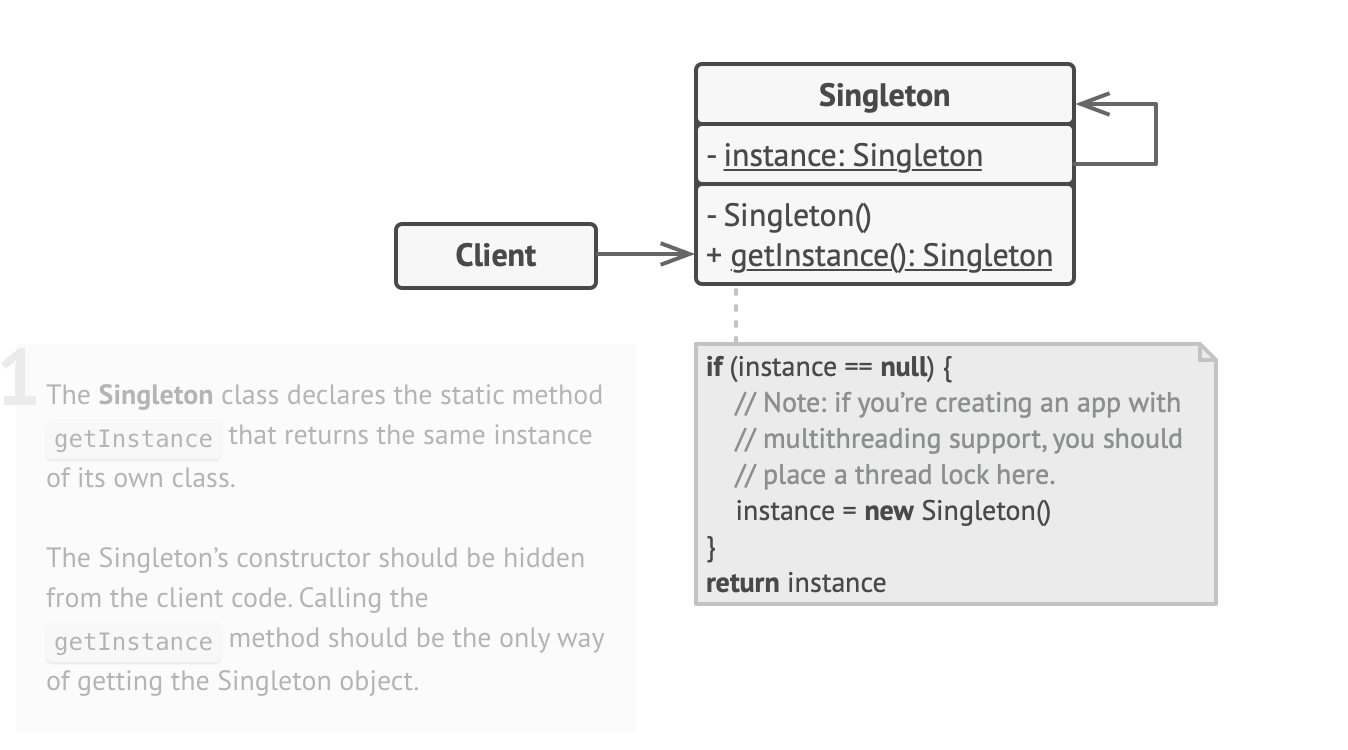 Singleton
- instance: Singleton
- Singleton()
+ getInstance(): Singleton
Client
1
The Singleton class declares the static method
getInstance that returns the same instance
of its own class.
The Singleton’s constructor should be hidden
from the client code. Calling the
getInstance method should be the only way
of getting the Singleton object.
if (instance == null) {
// Note: if you’re creating an app with
// multithreading support, you should
// place a thread lock here.
instance = new Singleton()
}
return instance